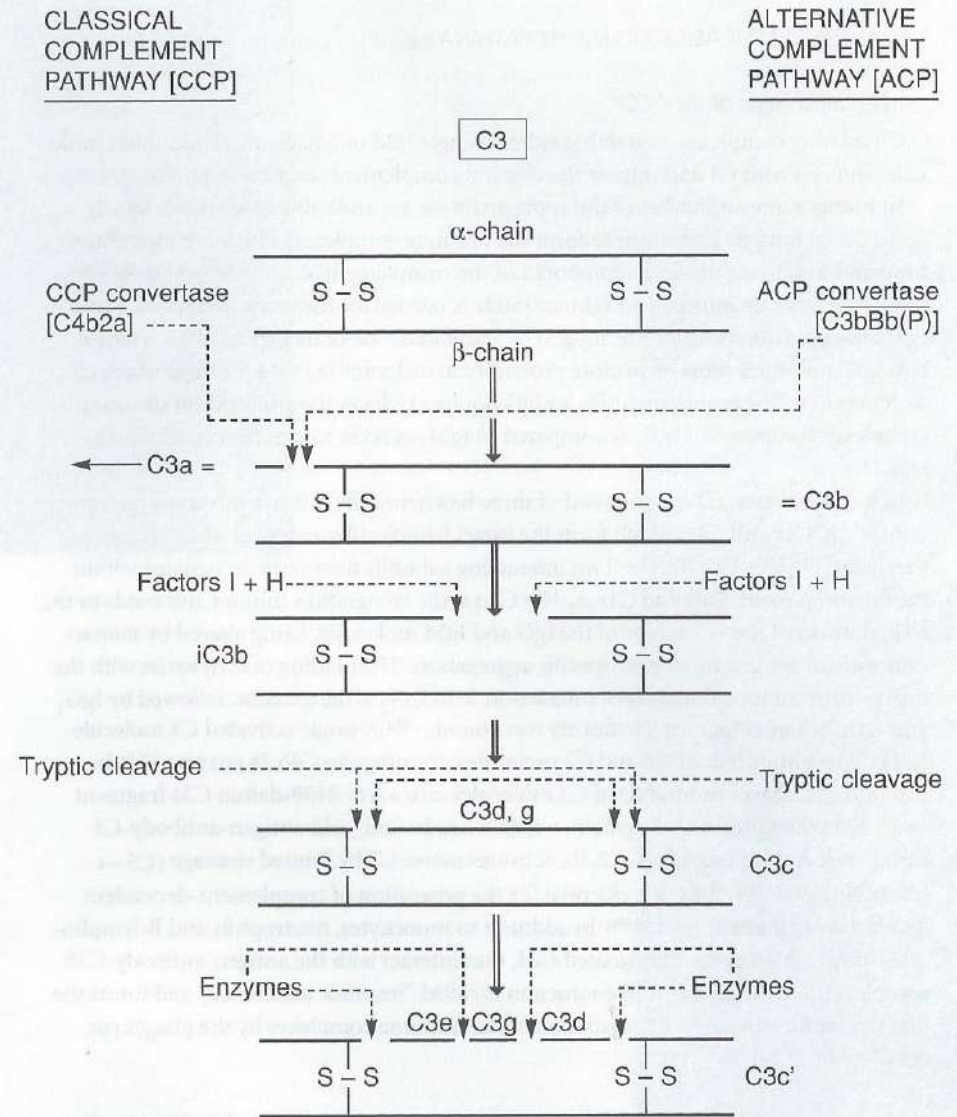 CLASSICAL
COMPLEMENT
PATHWAY [CCP]
ALTERNATIVE
COMPLEMENT
PATHWAY [ACP]
C3
α-chain
S – S
S – S
CCP convertase
[C4b2a]
ACP convertase
[C3bBb(P)]
β-chain
C3a =
S – S
S – S
= C3b
Factors I + H
Factors I + H
iC3b
S – S
S – S
Tryptic cleavage
Tryptic cleavage
C3d, g
S – S
S – S
C3c
Enzymes
Enzymes
C3e
C3g
C3d
S – S
S – S
C3c'